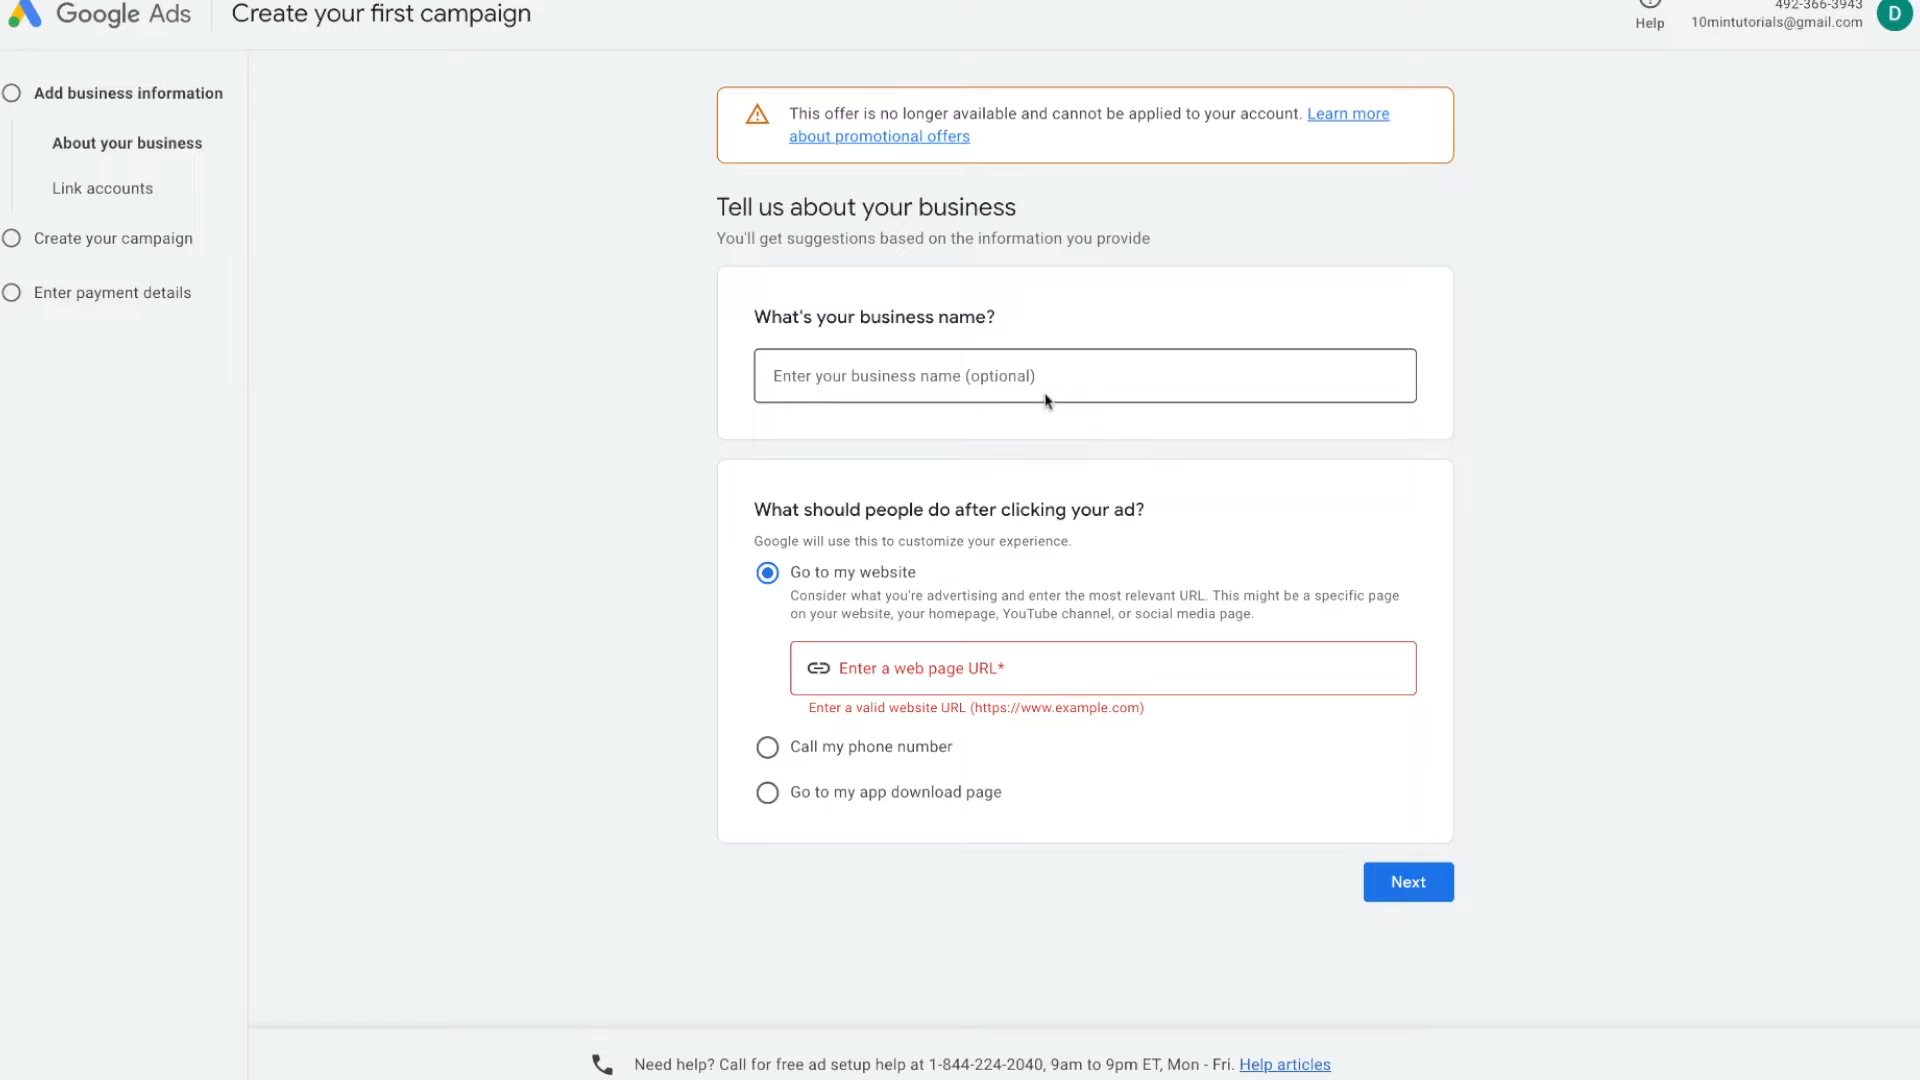 Google Ads
Create your first campaign
Help
492-366-3943
10mintutorials@gmail.com
D
Add business information
About your business
Link accounts
Create your campaign
Enter payment details
This offer is no longer available and cannot be applied to your account. Learn more
about promotional offers
Tell us about your business
You'll get suggestions based on the information you provide
What's your business name?
Enter your business name (optional)
What should people do after clicking your ad?
Google will use this to customize your experience.
Go to my website
Consider what you're advertising and enter the most relevant URL. This might be a specific page
on your website, your homepage, YouTube channel, or social media page.
Enter a web page URL*
Enter a valid website URL (https://www.example.com)
Call my phone number
Go to my app download page
Next
Need help? Call for free ad setup help at 1-844-224-2040, 9am to 9pm ET, Mon - Fri. Help articles